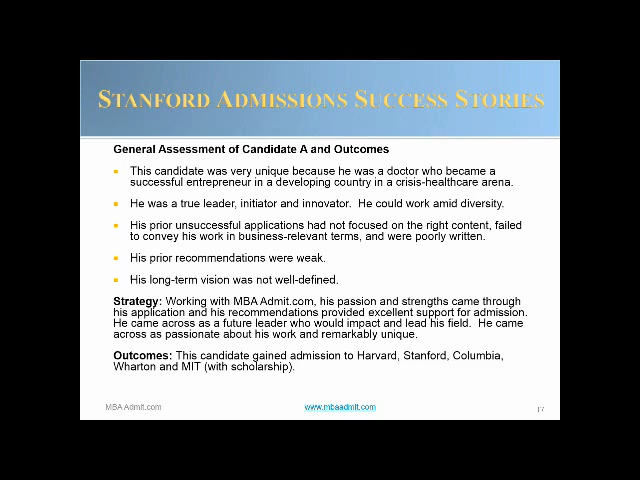 STANFORD ADMISSIONS SUCCESS STORIES
General Assessment of Candidate A and Outcomes
This candidate was very unique because he was a doctor who became a
successful entrepreneur in a developing country in a crisis-healthcare arena.
He was a true leader, initiator and innovator.  He could work amid diversity.
His prior unsuccessful applications had not focused on the right content, failed
to convey his work in business-relevant terms, and were poorly written.
His prior recommendations were weak.
His long-term vision was not well-defined.
Strategy: Working with MBA Admit.com, his passion and strengths came through
his application and his recommendations provided excellent support for admission.
He came across as a future leader who would impact and lead his field.  He came
across as passionate about his work and remarkably unique.
Outcomes: This candidate gained admission to Harvard, Stanford, Columbia,
Wharton and MIT (with scholarship).
MBA Admit.com
www.mbaadmit.com
17